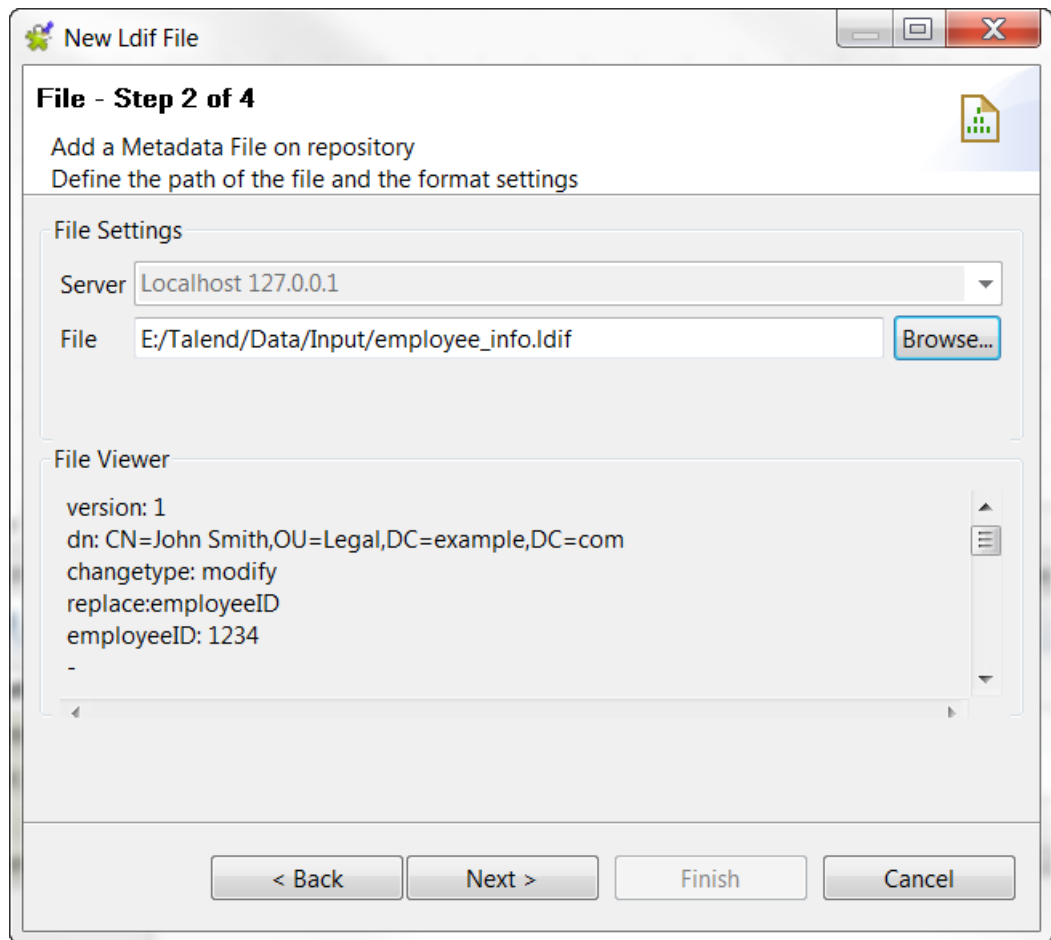 New Ldif File
File - Step 2 of 4
Add a Metadata File on repository
Define the path of the file and the format settings
File Settings
Server Localhost 127.0.0.1
File E:/Talend/Data/Input/employee_info.ldif Browse...
File Viewer
version: 1
dn: CN=John Smith,OU=Legal,DC=example,DC=com
changetype: modify
replace:employeeID
employeeID: 1234
-
< Back Next > Finish Cancel